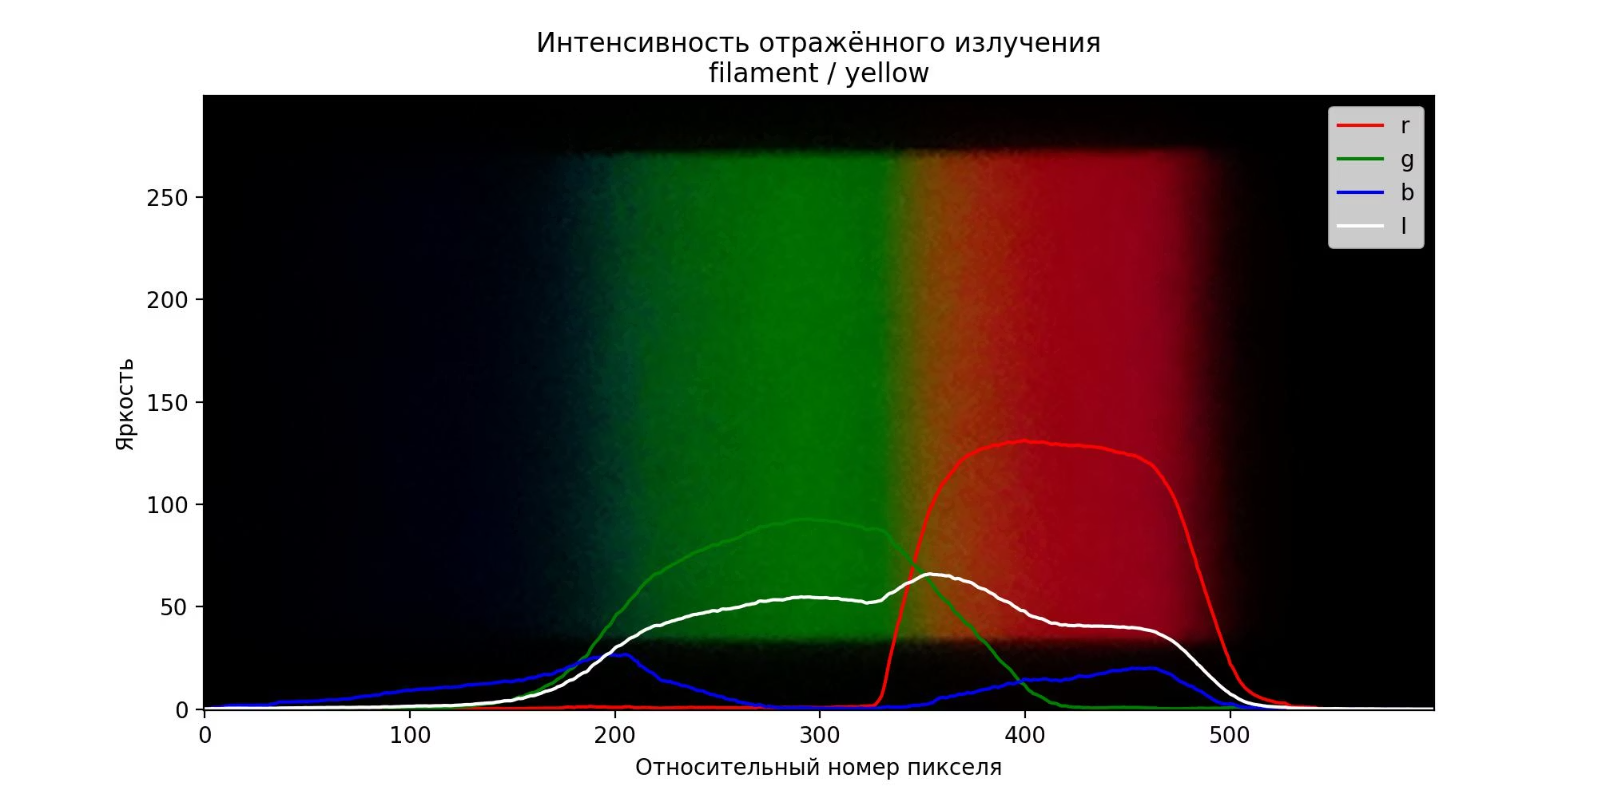 Интенсивность отражённого излучения
filament / yellow
r
g
b
l
250
200
150
100
50
0
Яркость
0 100 200 300 400 500
Относительный номер пикселя